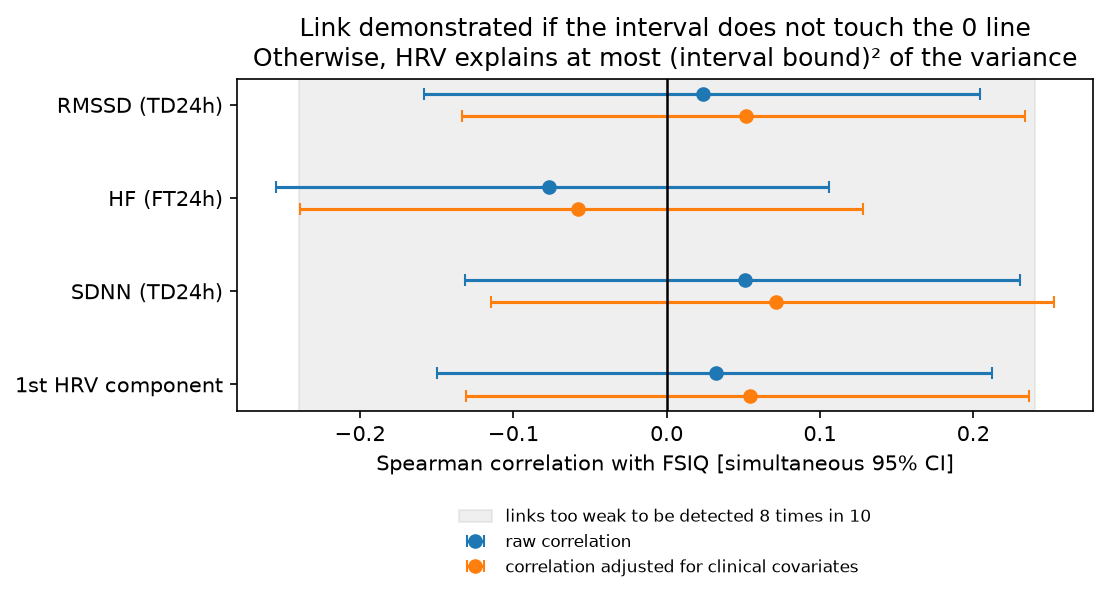 Link demonstrated if the interval does not touch the 0 line
Otherwise, HRV explains at most (interval bound)² of the variance
RMSSD (TD24h)
HF (FT24h)
SDNN (TD24h)
1st HRV component
−0.2
−0.1
0.0
0.1
0.2
Spearman correlation with FSIQ [simultaneous 95% CI]
links too weak to be detected 8 times in 10
raw correlation
correlation adjusted for clinical covariates